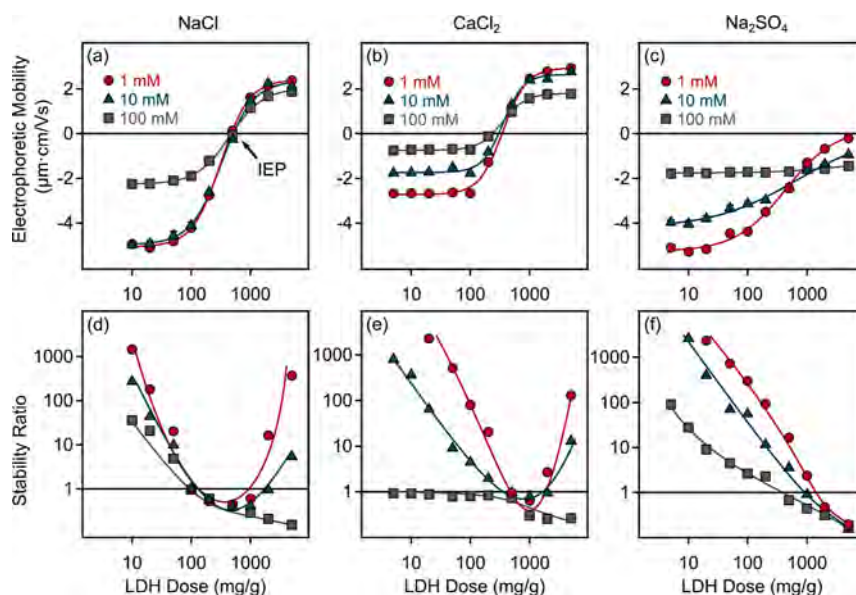 NaCl
CaCl₂
Na₂SO₄
Electrophoretic Mobility
(μm·cm/Vs)
(a)
1 mM
10 mM
100 mM
IEP
2
0
-2
-4
10 100 1000
(b)
1 mM
10 mM
100 mM
2
0
-2
-4
10 100 1000
(c)
1 mM
10 mM
100 mM
2
0
-2
-4
10 100 1000
Stability Ratio
(d)
1000
100
10
1
10 100 1000
LDH Dose (mg/g)
(e)
1000
100
10
1
10 100 1000
LDH Dose (mg/g)
(f)
1000
100
10
1
10 100 1000
LDH Dose (mg/g)